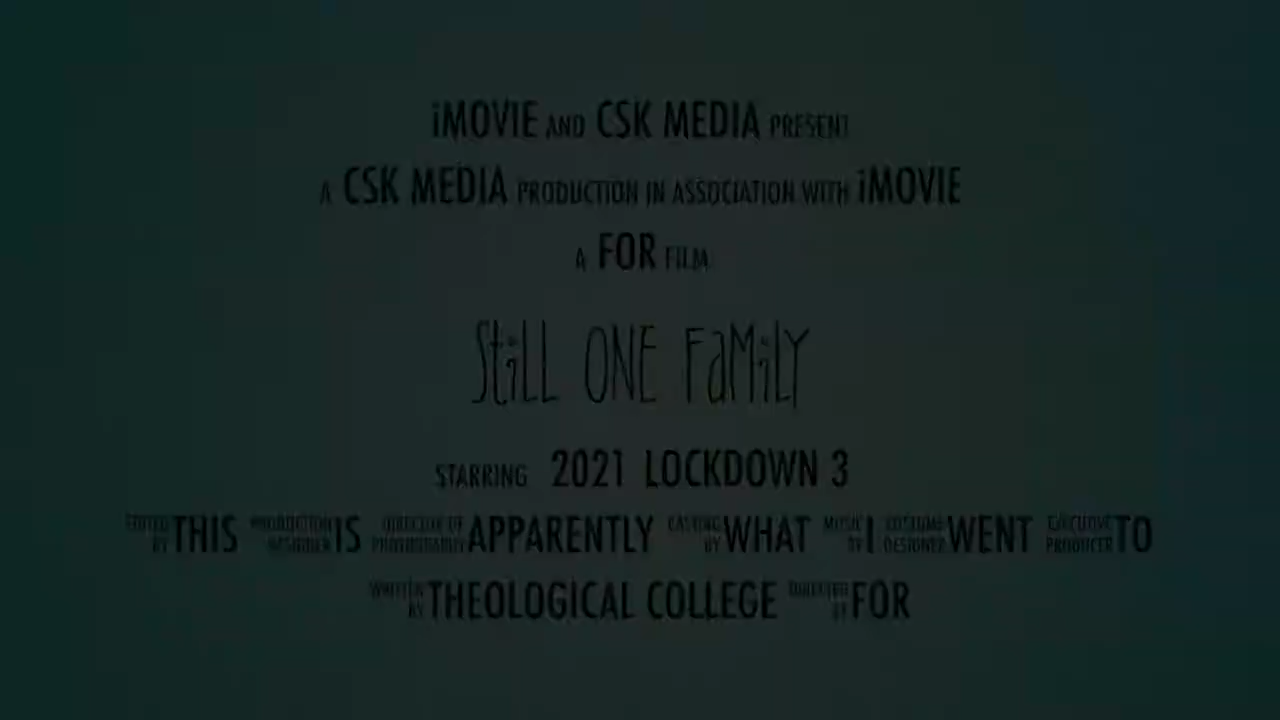 iMOVIE AND CSK MEDIA PRESENT
A CSK MEDIA PRODUCTION IN ASSOCIATION WITH iMOVIE
A FOR FILM
Still ONE FaMilY
STARRING 2021 LOCKDOWN 3
EDITED BY THIS PRODUCTION DESIGNER IS DIRECTOR OF PHOTOGRAPHY APPARENTLY CASTING BY WHAT MUSIC BY I COSTUME DESIGNER WENT EXECUTIVE PRODUCER TO
WRITTEN BY THEOLOGICAL COLLEGE DIRECTED BY FOR